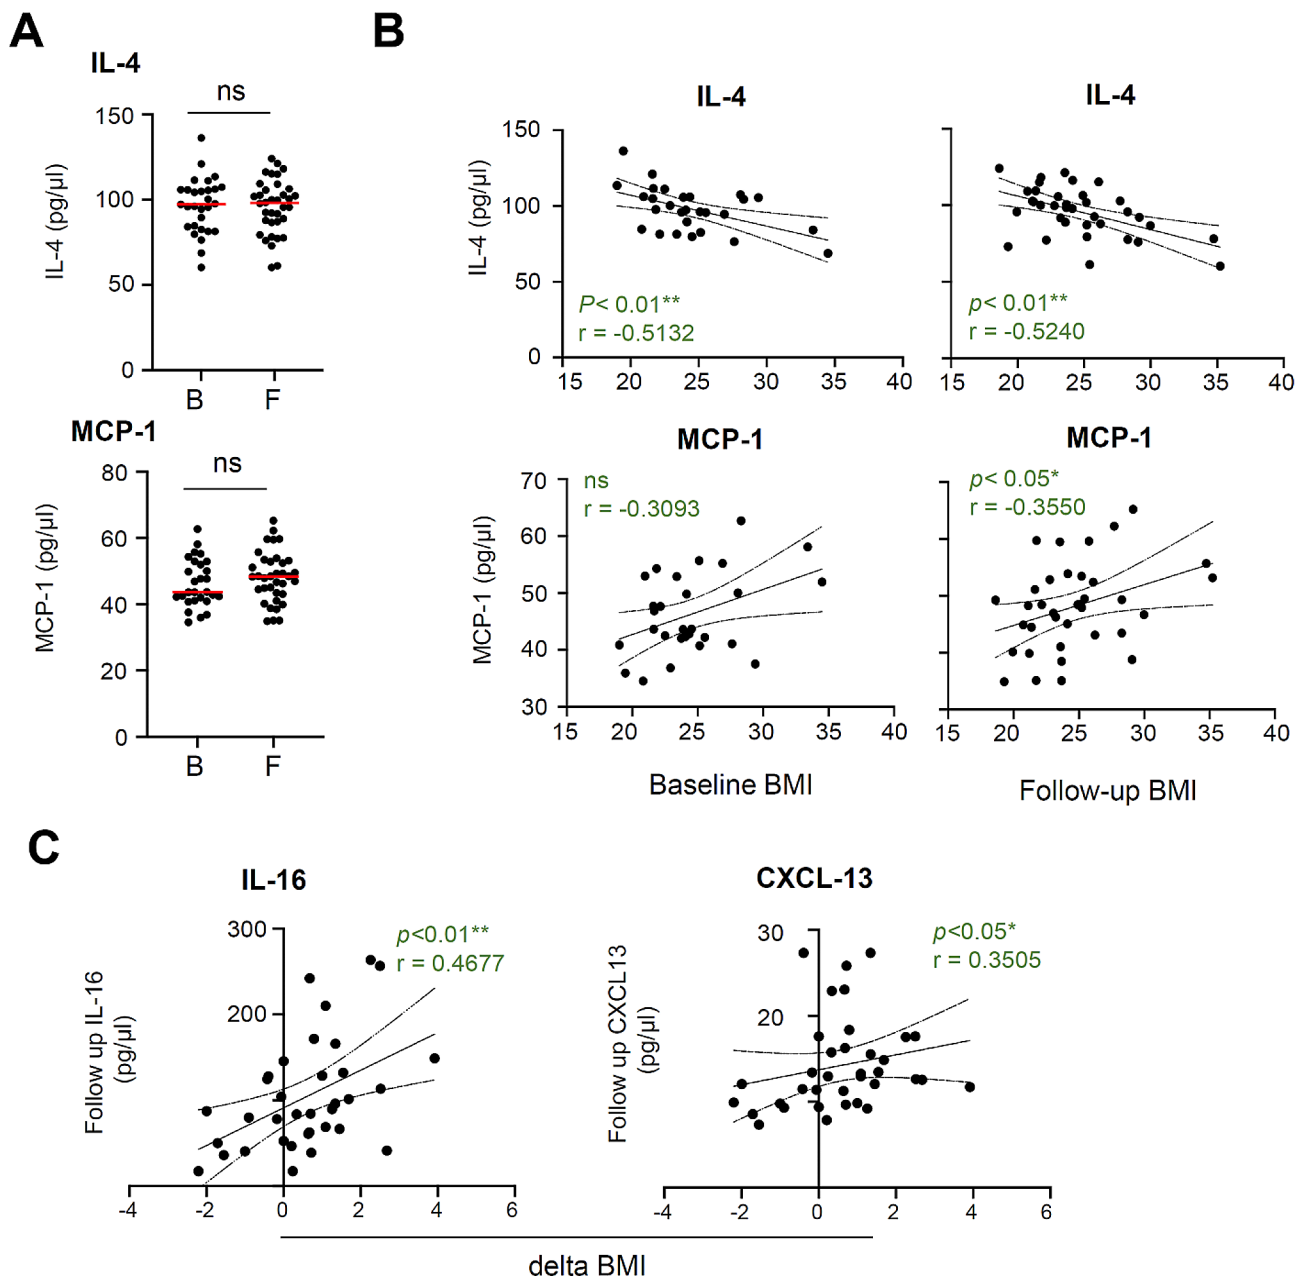 A
IL-4
ns
IL-4 (pg/µl)
150
100
50
0
B F
MCP-1
ns
MCP-1 (pg/µl)
80
60
40
20
0
B F
B
IL-4
IL-4 (pg/µl)
150
100
50
0
P< 0.01**
r = -0.5132
15 20 25 30 35 40
IL-4
p< 0.01**
r = -0.5240
15 20 25 30 35 40
MCP-1
MCP-1 (pg/µl)
70
60
50
40
30
ns
r = -0.3093
15 20 25 30 35 40
Baseline BMI
MCP-1
p< 0.05*
r = -0.3550
15 20 25 30 35 40
Follow-up BMI
C
IL-16
Follow up IL-16
(pg/µl)
300
200
p<0.01**
r = 0.4677
-4 -2 0 2 4 6
CXCL-13
Follow up CXCL13
(pg/µl)
30
20
p<0.05*
r = 0.3505
-4 -2 0 2 4 6
delta BMI